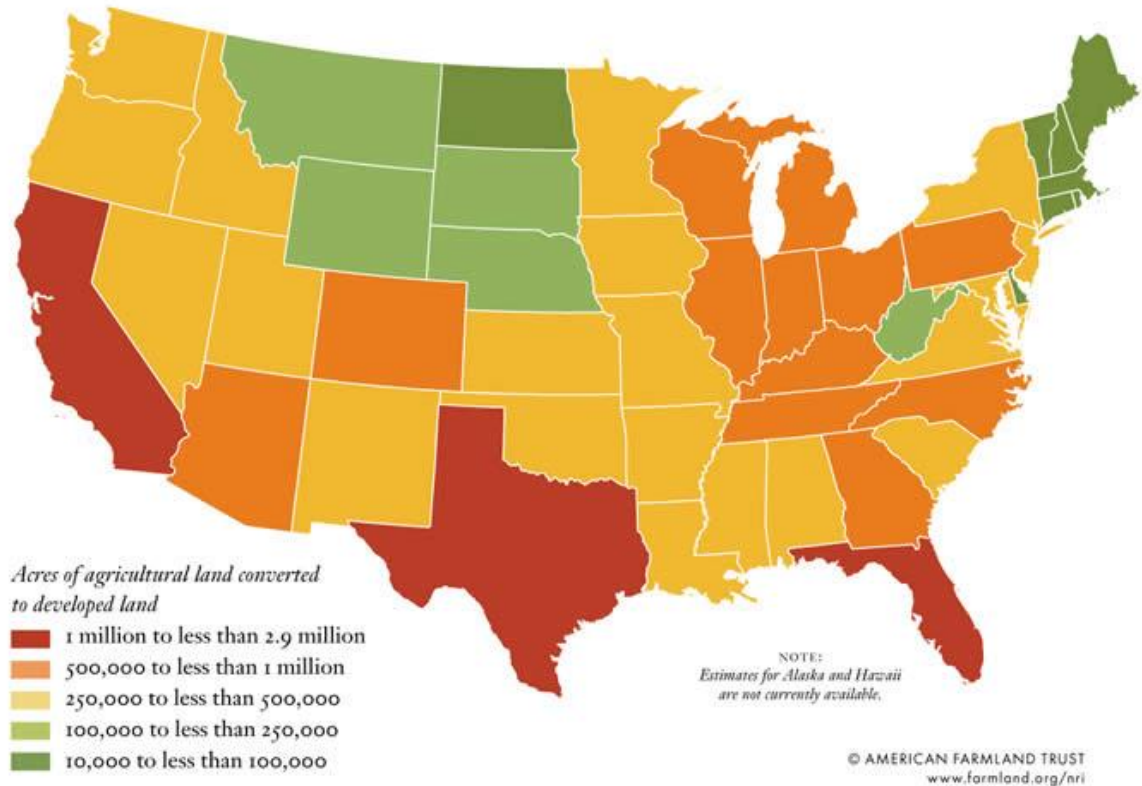 Acres of agricultural land converted
to developed land
1 million to less than 2.9 million
500,000 to less than 1 million
250,000 to less than 500,000
100,000 to less than 250,000
10,000 to less than 100,000
NOTE:
Estimates for Alaska and Hawaii
are not currently available.
© AMERICAN FARMLAND TRUST
www.farmland.org/nri